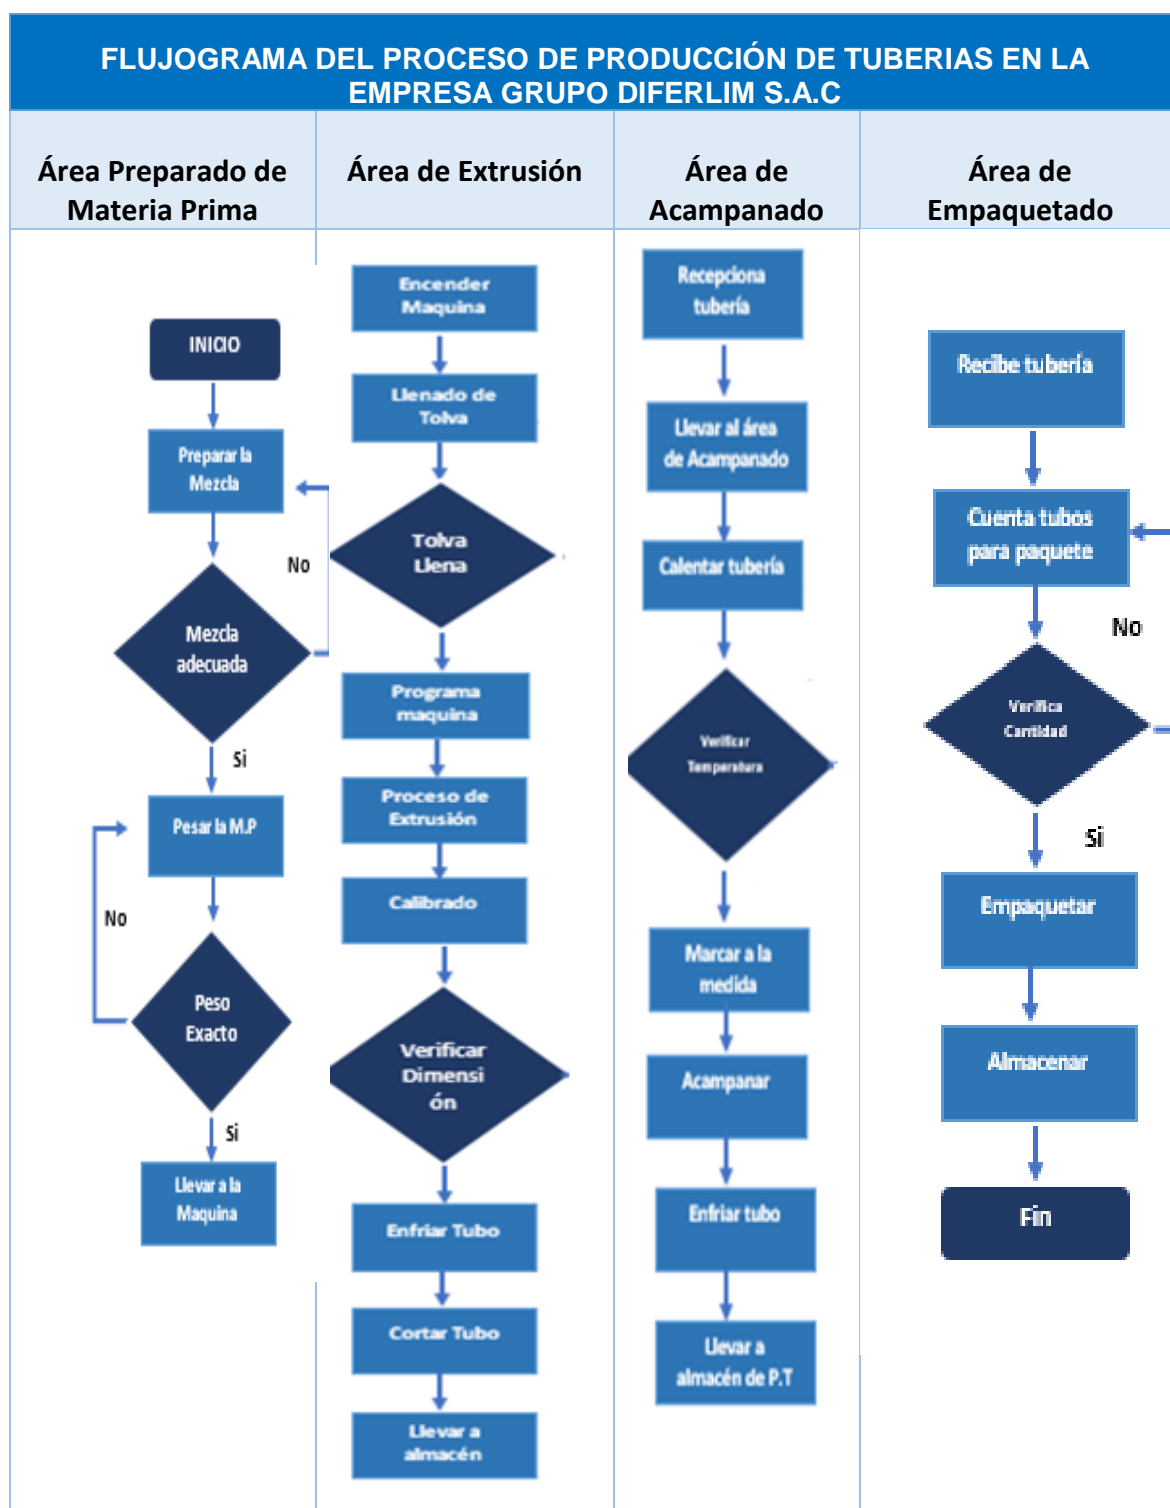 FLUJOGRAMA DEL PROCESO DE PRODUCCIÓN DE TUBERIAS EN LA
EMPRESA GRUPO DIFERLIM S.A.C
Área Preparado de
Materia Prima
Área de Extrusión
Área de
Acampanado
Área de
Empaquetado
INICIO
Preparar la
Mezcla
No
Mezcla
adecuada
Si
Pesar la M.P
No
Peso
Exacto
Si
Llevar a la
Maquina
Encender
Maquina
Llenado de
Tolva
Tolva
Llena
Programa
maquina
Proceso de
Extrusión
Calibrado
Verificar
Dimensi
ón
Enfriar Tubo
Cortar Tubo
Llevar a
almacén
Recepciona
tubería
Llevar al área
de Acampanado
Calentar tubería
Verificar
Temperatura
Marcar a la
medida
Acampanar
Enfriar tubo
Llevar a
almacén de P.T
Recibe tubería
Cuenta tubos
para paquete
No
Verifica
Cantidad
Si
Empaquetar
Almacenar
Fin